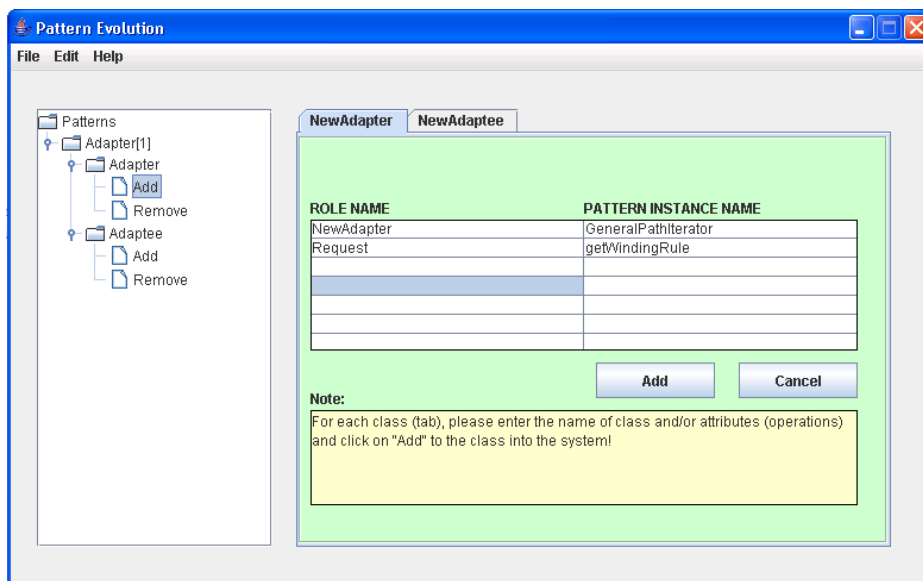 Pattern Evolution
File Edit Help
Patterns
Adapter[1]
Adapter
Add
Remove
Adaptee
Add
Remove
NewAdapter NewAdaptee
ROLE NAME PATTERN INSTANCE NAME
NewAdapter GeneralPathIterator
Request getWindingRule
Add Cancel
Note:
For each class (tab), please enter the name of class and/or attributes (operations)
and click on "Add" to the class into the system!